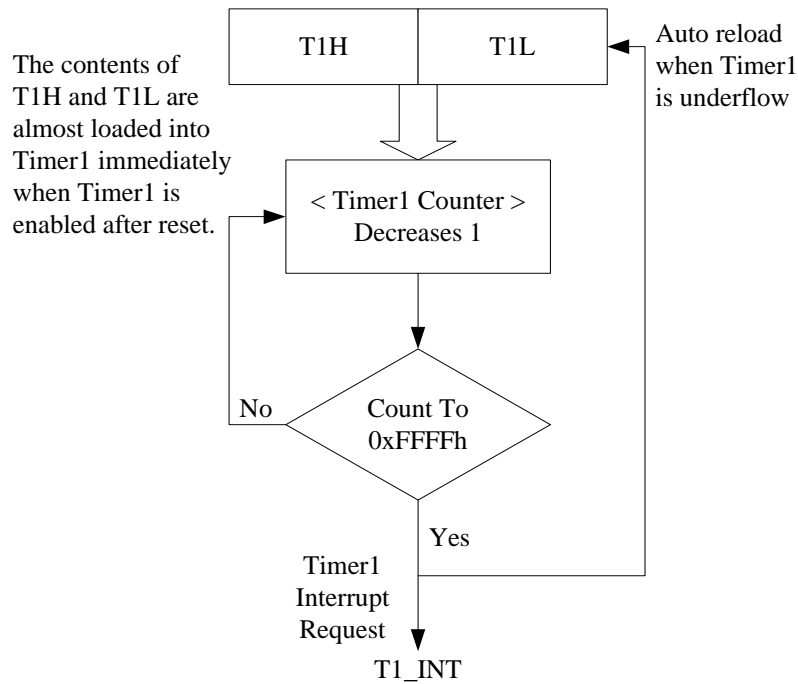 T1H
T1L
Auto reload
when Timer1
is underflow
The contents of
T1H and T1L are
almost loaded into
Timer1 immediately
when Timer1 is
enabled after reset.
< Timer1 Counter >
Decreases 1
Count To
0xFFFFh
No
Yes
Timer1
Interrupt
Request
T1_INT